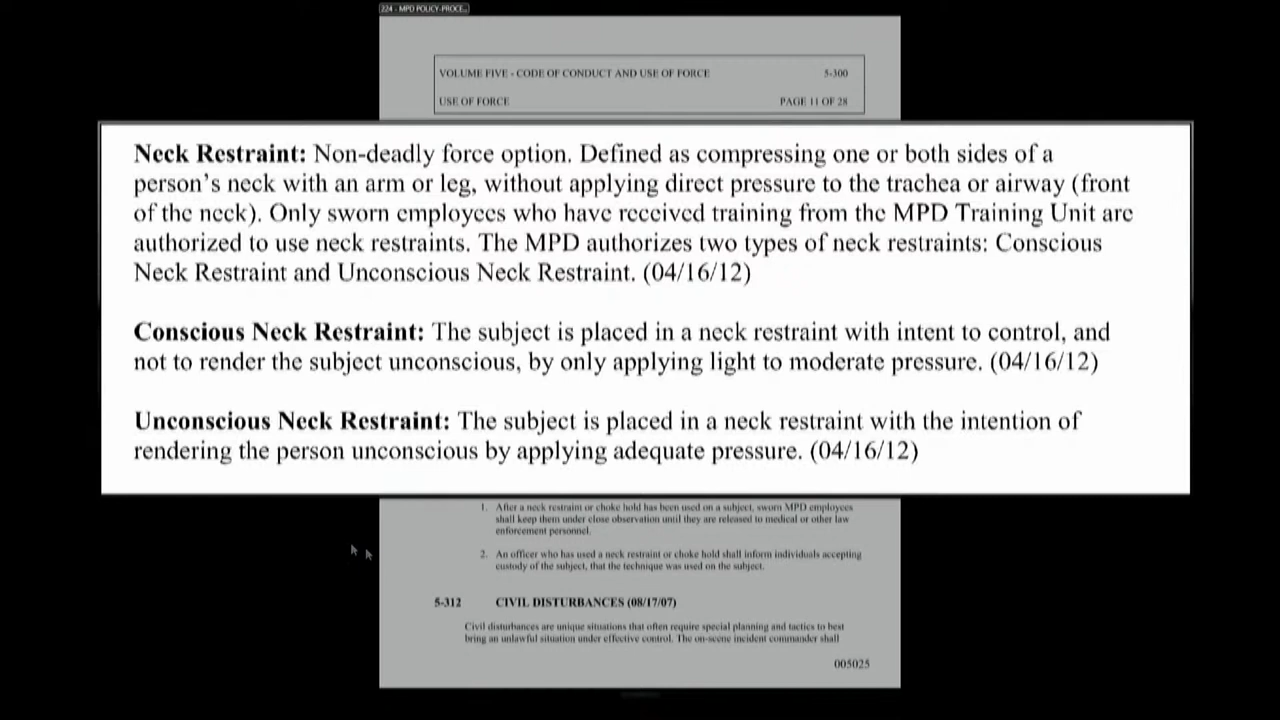 224 - MPD POLICY-PROCE...
VOLUME FIVE - CODE OF CONDUCT AND USE OF FORCE 5-300
USE OF FORCE PAGE 11 OF 28
Neck Restraint: Non-deadly force option. Defined as compressing one or both sides of a
person's neck with an arm or leg, without applying direct pressure to the trachea or airway (front
of the neck). Only sworn employees who have received training from the MPD Training Unit are
authorized to use neck restraints. The MPD authorizes two types of neck restraints: Conscious
Neck Restraint and Unconscious Neck Restraint. (04/16/12)
Conscious Neck Restraint: The subject is placed in a neck restraint with intent to control, and
not to render the subject unconscious, by only applying light to moderate pressure. (04/16/12)
Unconscious Neck Restraint: The subject is placed in a neck restraint with the intention of
rendering the person unconscious by applying adequate pressure. (04/16/12)
1. After a neck restraint or choke hold has been used on a subject, sworn MPD employees
shall keep them under close observation until they are released to medical or other law
enforcement personnel.
2. An officer who has used a neck restraint or choke hold shall inform individuals accepting
custody of the subject, that the technique was used on the subject.
5-312 CIVIL DISTURBANCES (08/17/07)
Civil disturbances are unique situations that often require special planning and tactics to best
bring an unlawful situation under effective control. The on-scene incident commander shall
005025